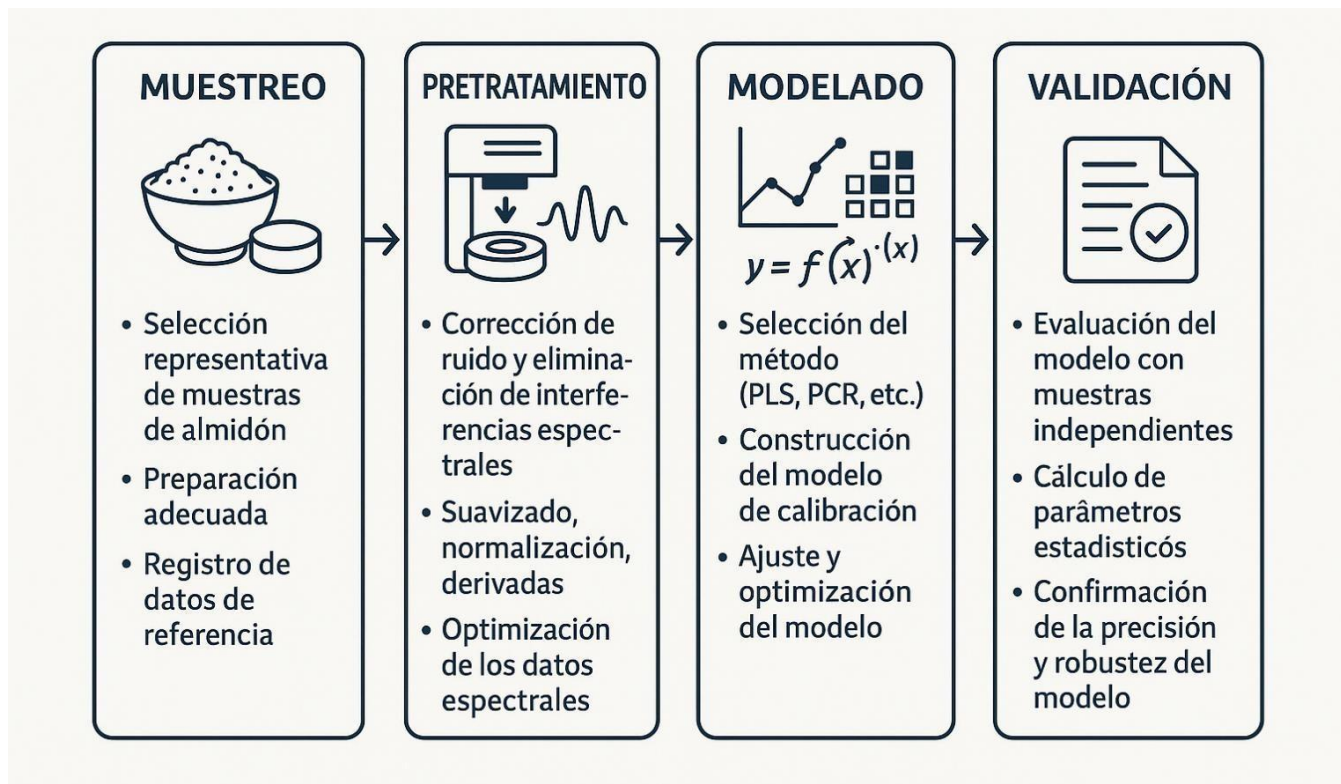 MUESTREO
• Selección
representativa
de muestras
de almidón
• Preparación
adecuada
• Registro de
datos de
referencia
PRETRATAMIENTO
• Corrección de
ruido y elimina-
ción de interfe-
rencias espec-
trales
• Suavizado,
normalización,
derivadas
• Optimización
de los datos
espectrales
MODELADO
y = f(x)·(x)
• Selección del
método
(PLS, PCR, etc.)
• Construcción
del modelo
de calibración
• Ajuste y
optimización
del modelo
VALIDACIÓN
• Evaluación del
modelo con
muestras
independientes
• Cálculo de
parâmetros
estadisticós
• Confirmación
de la precisión
y robustez del
modelo